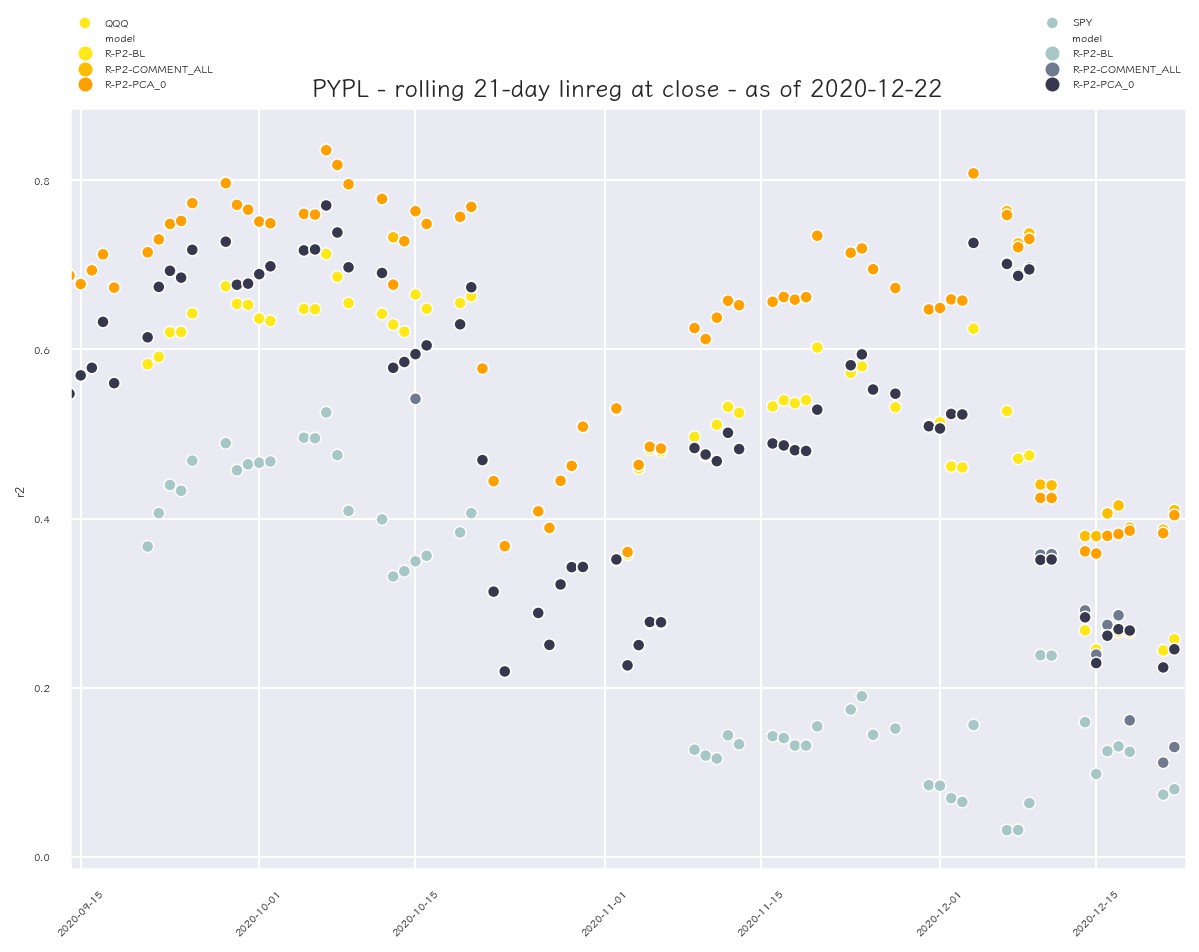 QQQ
model
R-P2-BL
R-P2-COMMENT_ALL
R-P2-PCA_0
SPY
model
R-P2-BL
R-P2-COMMENT_ALL
R-P2-PCA_0
PYPL - rolling 21-day linreg at close - as of 2020-12-22
r2
0.8
0.6
0.4
0.2
0.0
2020-09-15
2020-10-01
2020-10-15
2020-11-01
2020-11-15
2020-12-01
2020-12-15